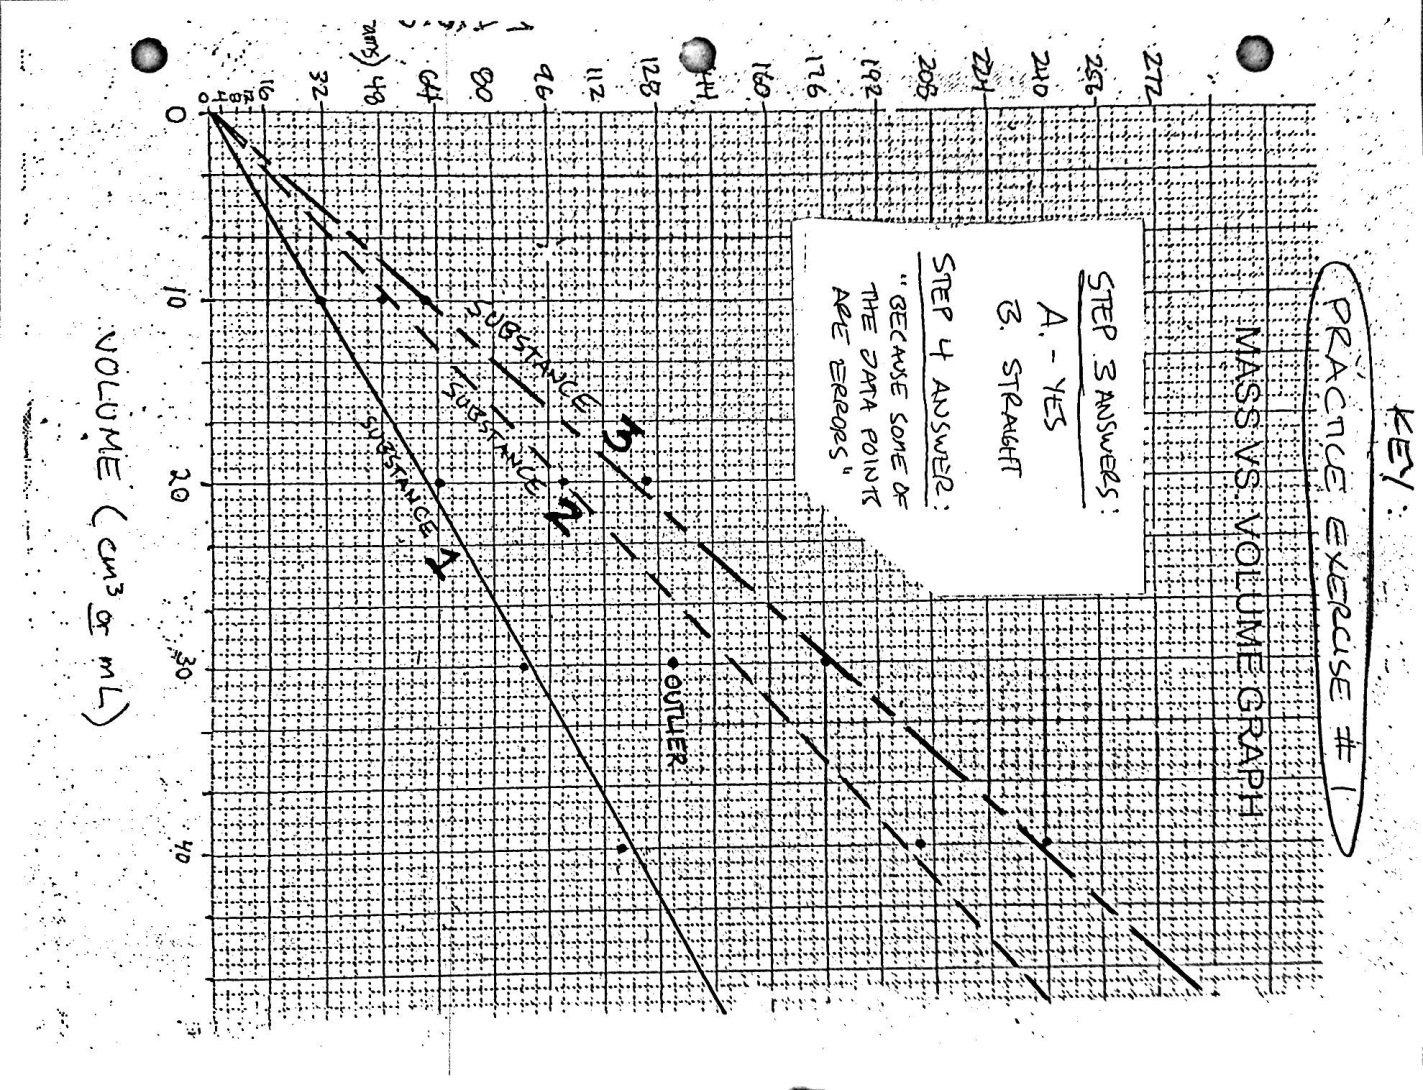 KEY:
PRACTICE EXERCISE # 1
MASS VS. VOLUME GRAPH
STEP 3 ANSWERS:
A. - YES
B. STRAIGHT
STEP 4 ANSWER:
"BECAUSE SOME OF
THE DATA POINTS
ARE ERRORS"
272
256
240
224
208
192
176
160
144
128
112
96
80
64
48
32
16
12
8
4
0
SUBSTANCE 3
SUBSTANCE 2
SUBSTANCE 1
OUTLIER
0 10 20 30 40
VOLUME (cm³ or mL)